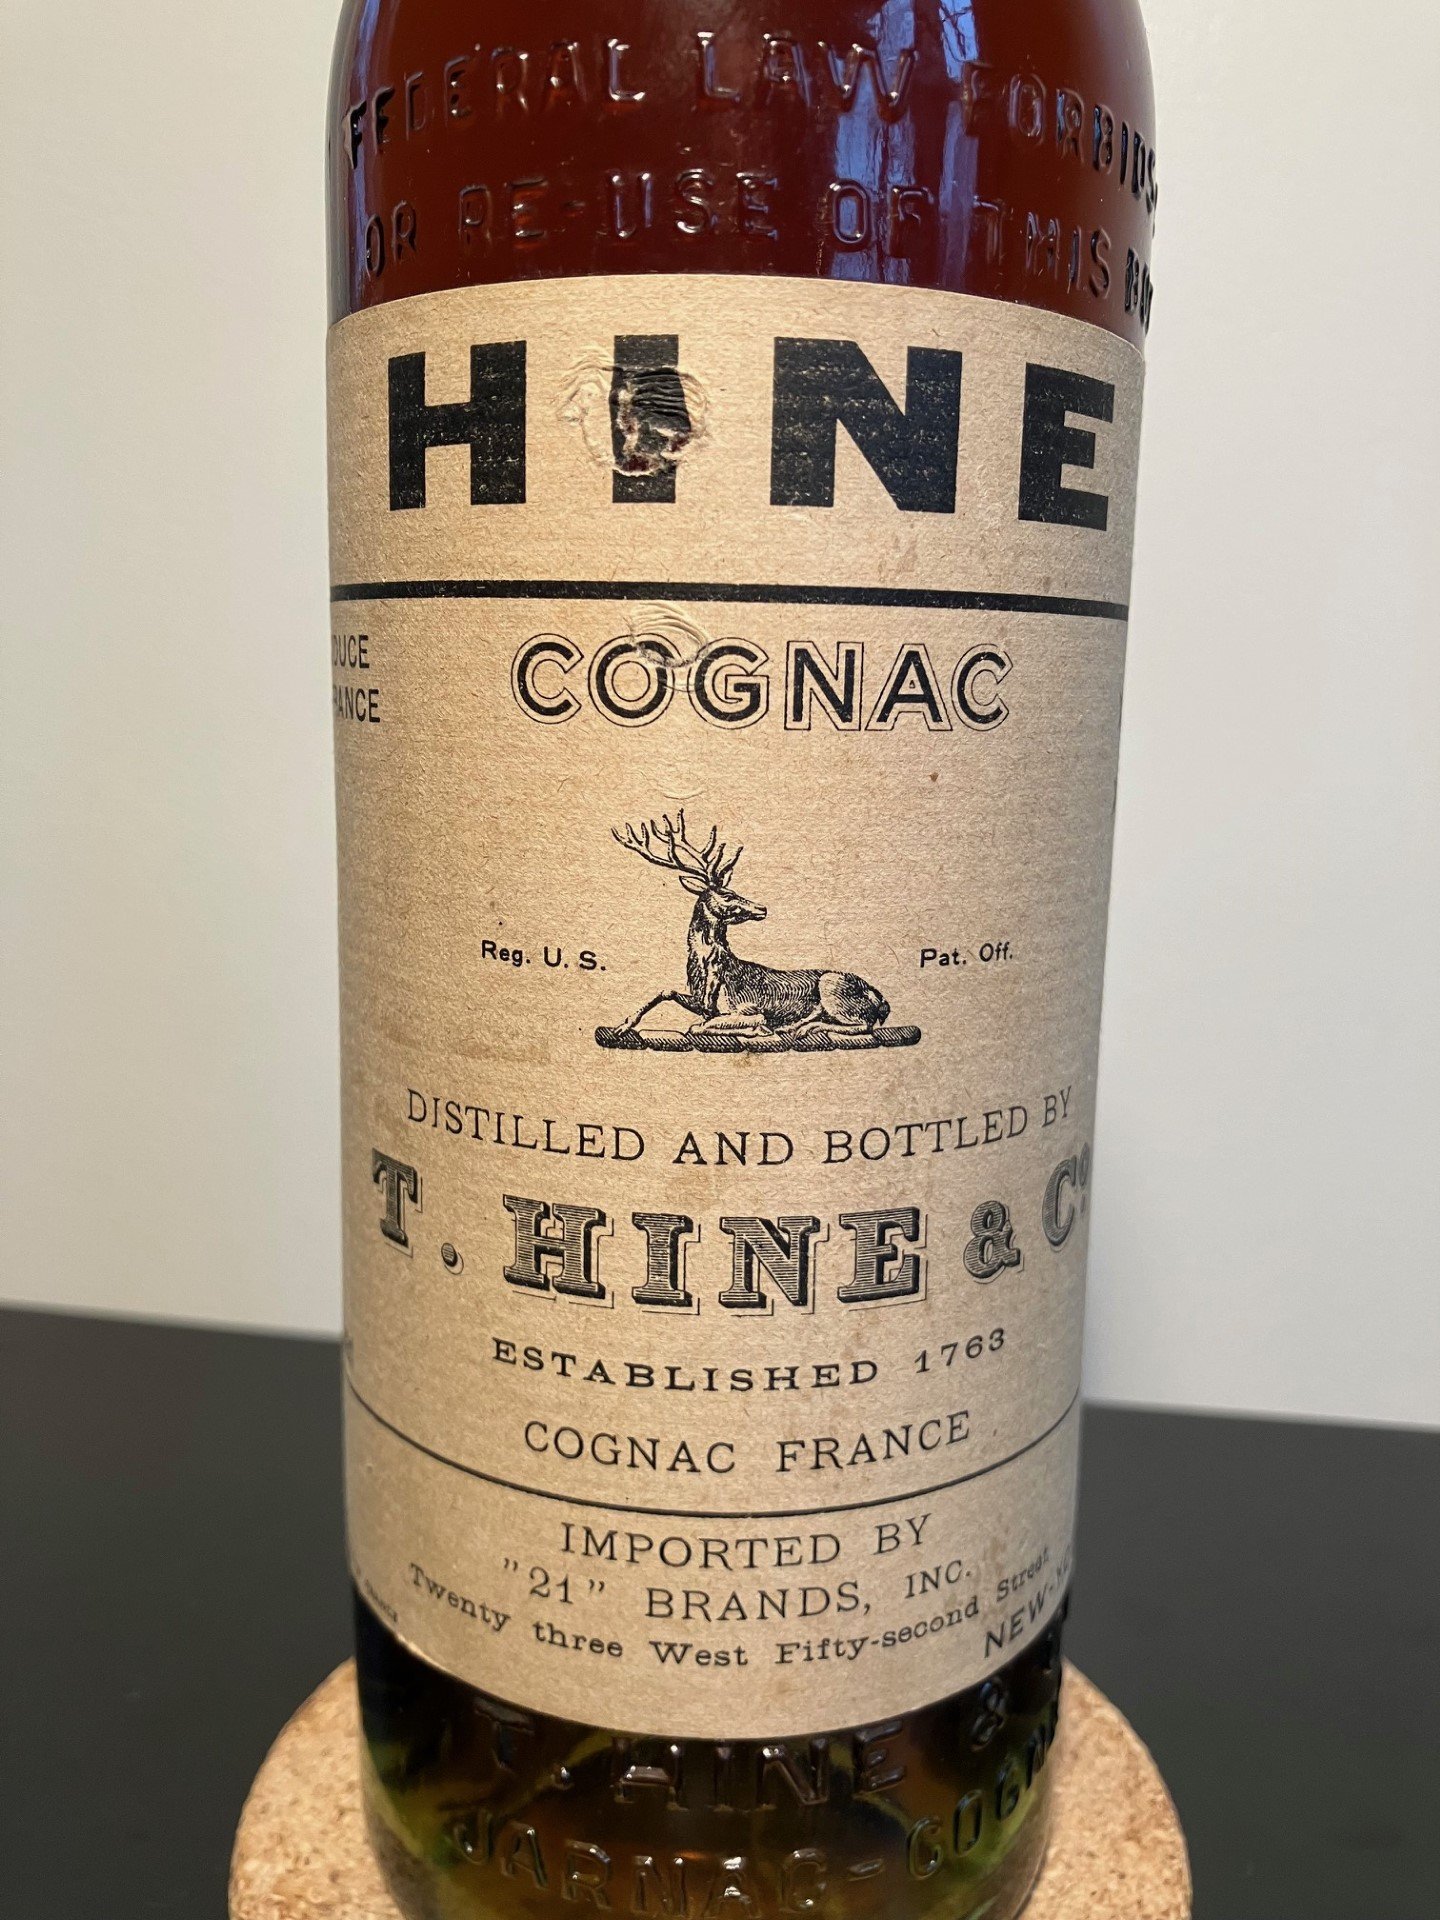 FEDERAL LAW FORBIDS
OR RE-USE OF THIS
HINE
COGNAC
Reg. U. S. Pat. Off.
DISTILLED AND BOTTLED BY
T. HINE & Co.
ESTABLISHED 1763
COGNAC FRANCE
IMPORTED BY
"21" BRANDS, INC.
Twenty three West Fifty-second Street
T. HINE &
JARNAC-COGN